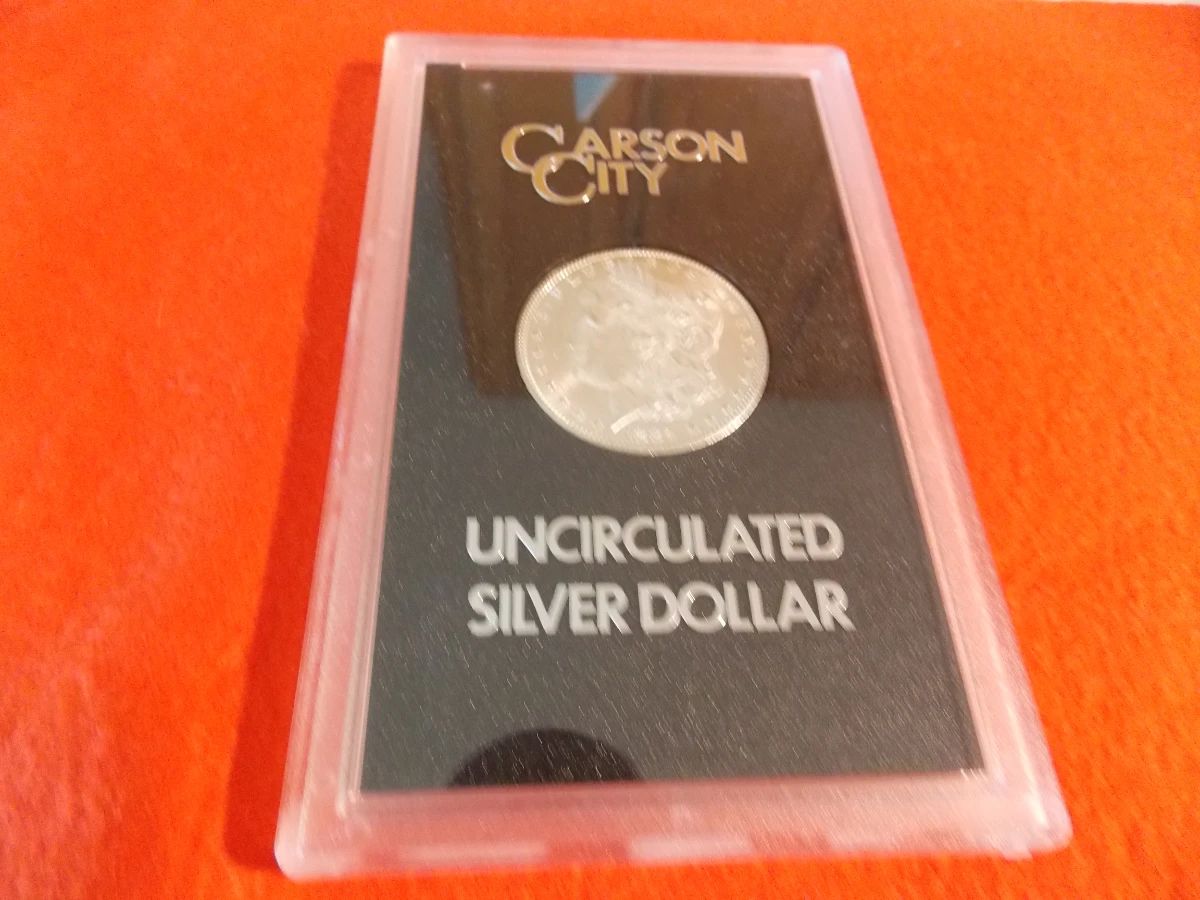 CARSON
CITY
UNCIRCULATED
SILVER DOLLAR